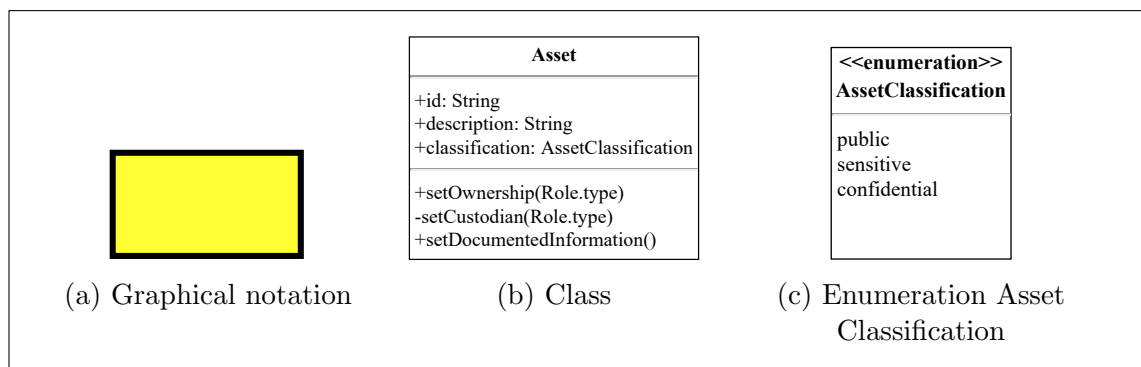 Asset
+id: String
+description: String
+classification: AssetClassification
+setOwnership(Role.type)
-setCustodian(Role.type)
+setDocumentedInformation()
<<enumeration>>
AssetClassification
public
sensitive
confidential
(a) Graphical notation
(b) Class
(c) Enumeration Asset
Classification